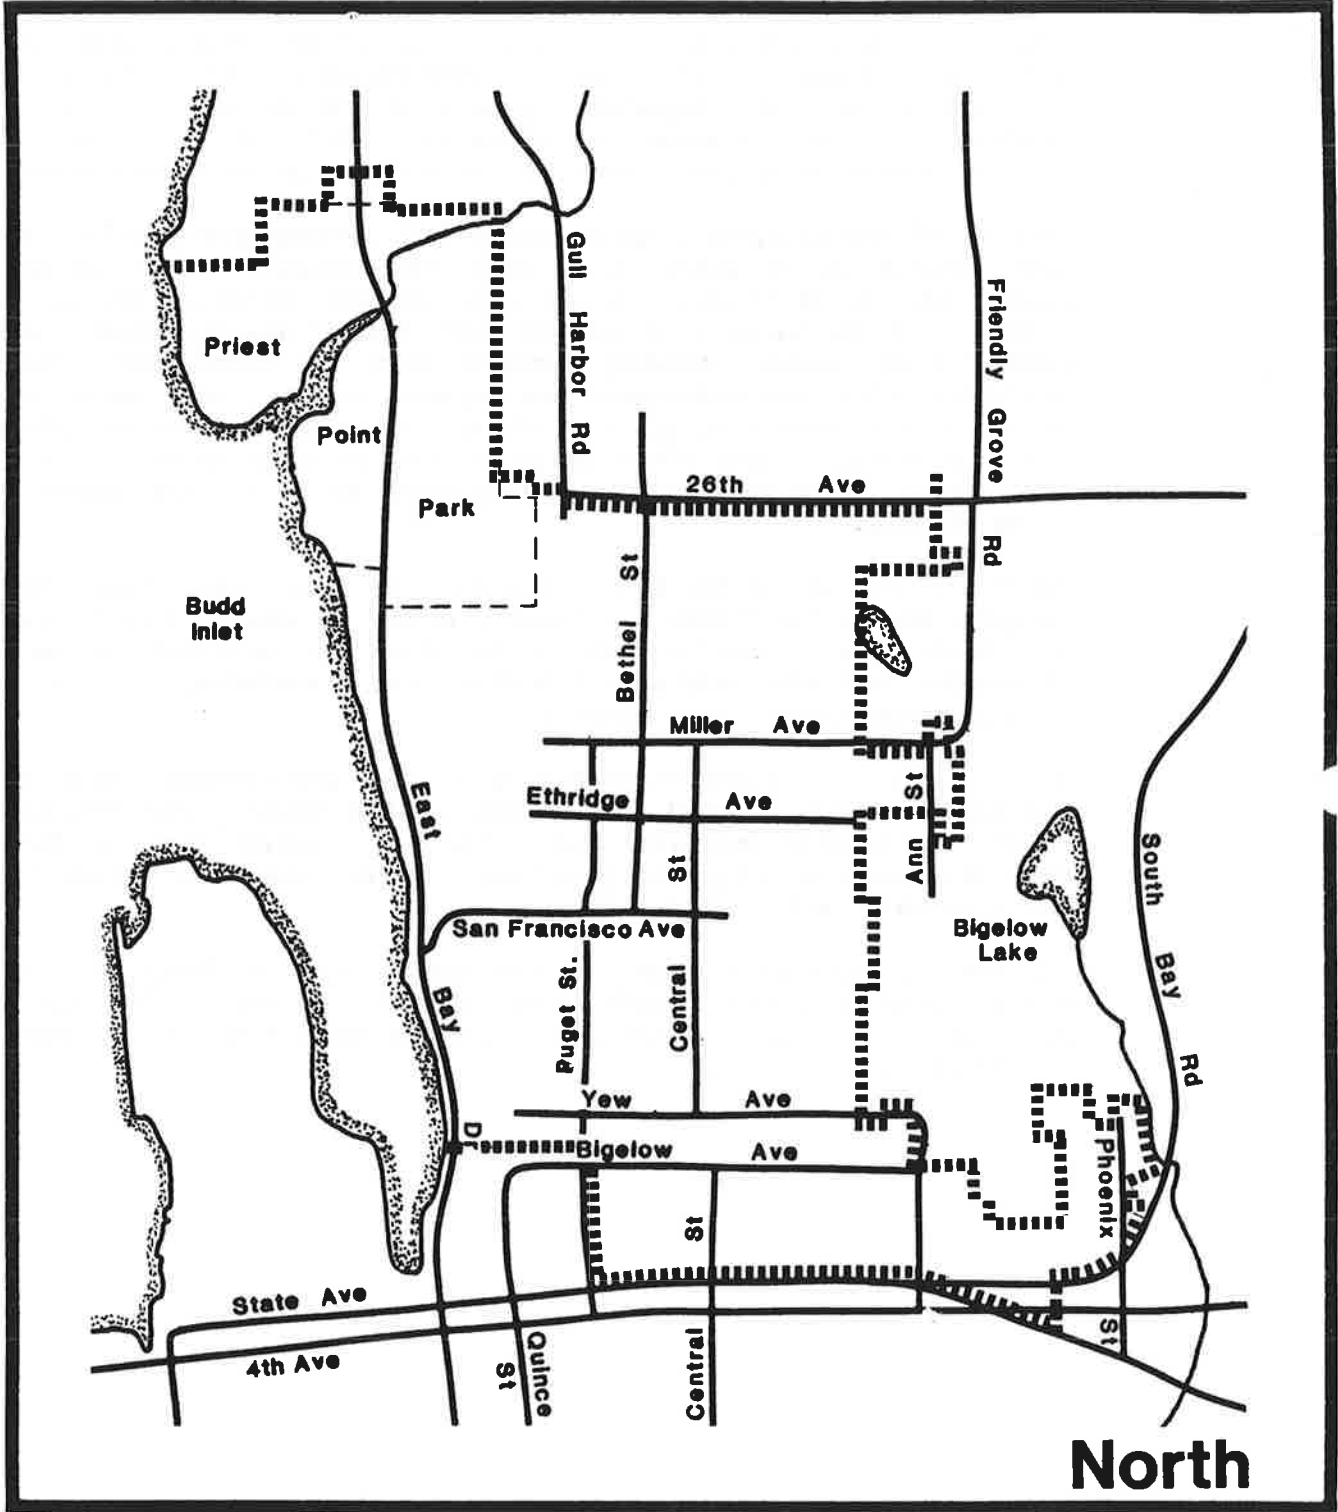 Gull Harbor Rd
Friendly Grove Rd
Priest
Point
Park
26th Ave
Bethel St
Budd
Inlet
Miller Ave
East Bay Dr
Ethridge Ave
Ann St
St
South Bay Rd
San Francisco Ave
Bigelow
Lake
Puget St.
Central
Yew Ave
Bigelow Ave
Phoenix St
St
State Ave
4th Ave
Quince St
Central
North